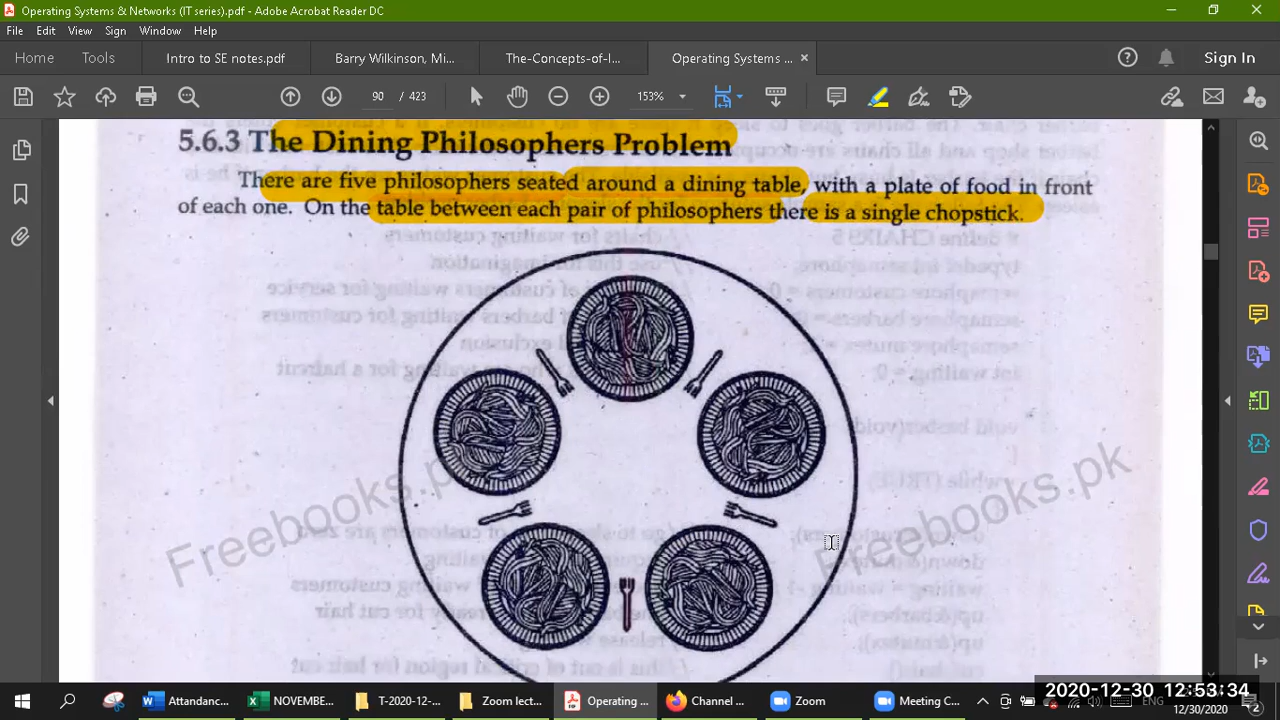 Operating Systems & Networks (IT series).pdf - Adobe Acrobat Reader DC
File Edit View Sign Window Help
Home Tools Intro to SE notes.pdf Barry Wilkinson, Mi... The-Concepts-of-I... Operating Systems ... × Sign In
90 / 423 153%
5.6.3 The Dining Philosophers Problem
There are five philosophers seated around a dining table, with a plate of food in front
of each one. On the table between each pair of philosophers there is a single chopstick.
Freebooks.pk Freebooks.pk
Attandanc... NOVEMBE... T-2020-12-... Zoom lect... Operating ... Channel ... Zoom Meeting C... ENG
2020-12-30 12:53:34
12/30/2020 2